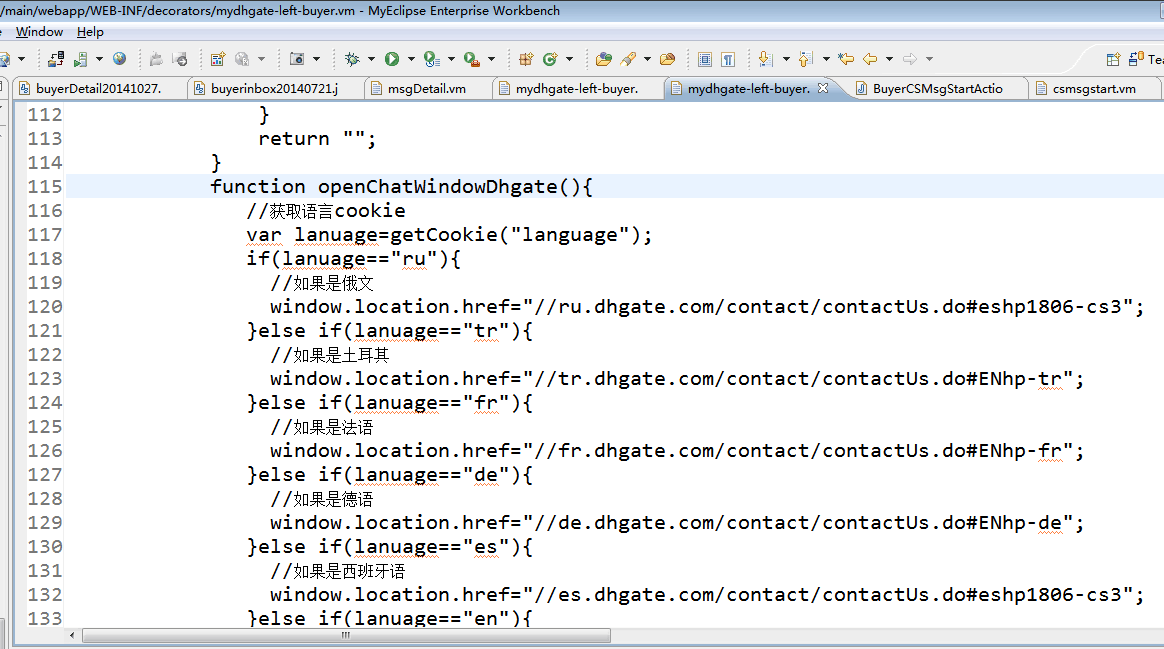 /main/webapp/WEB-INF/decorators/mydhgate-left-buyer.vm - MyEclipse Enterprise Workbench
Window Help
buyerDetail20141027. buyerinbox20140721.j msgDetail.vm mydhgate-left-buyer. mydhgate-left-buyer. BuyerCSMsgStartActio csmsgstart.vm
112 }
113 return "";
114 }
115 function openChatWindowDhgate(){
116 //获取语言cookie
117 var lanuage=getCookie("language");
118 if(lanuage=="ru"){
119 //如果是俄文
120 window.location.href="//ru.dhgate.com/contact/contactUs.do#eshp1806-cs3";
121 }else if(lanuage=="tr"){
122 //如果是土耳其
123 window.location.href="//tr.dhgate.com/contact/contactUs.do#ENhp-tr";
124 }else if(lanuage=="fr"){
125 //如果是法语
126 window.location.href="//fr.dhgate.com/contact/contactUs.do#ENhp-fr";
127 }else if(lanuage=="de"){
128 //如果是德语
129 window.location.href="//de.dhgate.com/contact/contactUs.do#ENhp-de";
130 }else if(lanuage=="es"){
131 //如果是西班牙语
132 window.location.href="//es.dhgate.com/contact/contactUs.do#eshp1806-cs3";
133 }else if(lanuage=="en"){